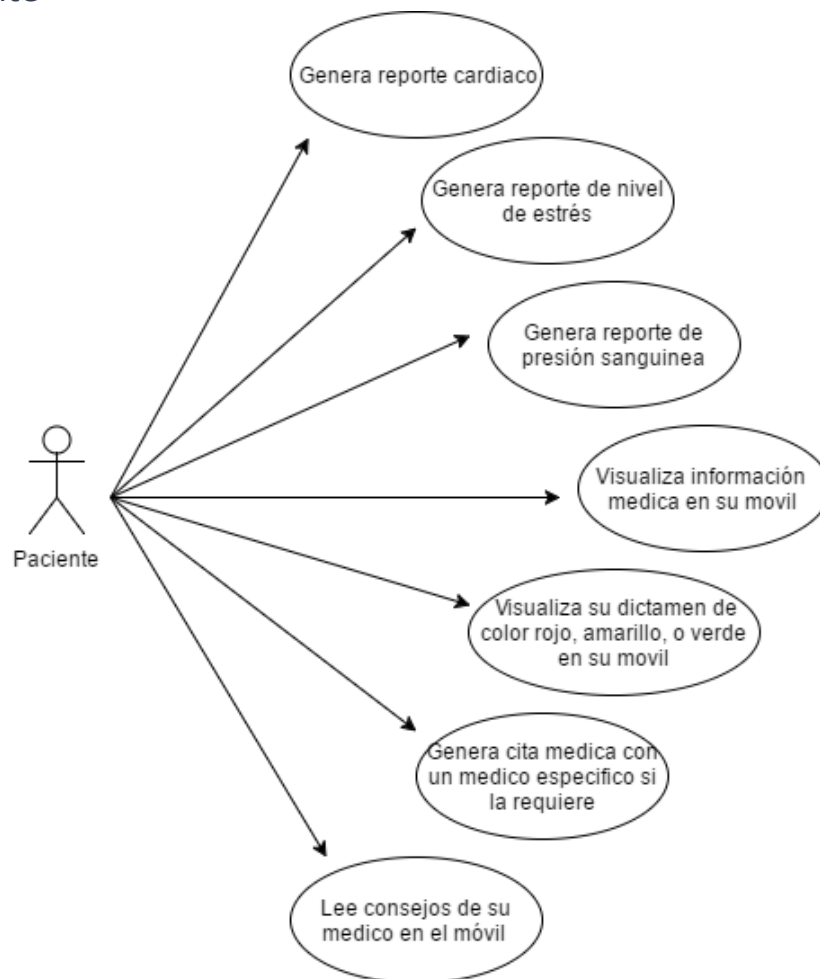 Genera reporte cardiaco
Genera reporte de nivel
de estrés
Genera reporte de
presión sanguinea
Visualiza información
medica en su movil
Paciente
Visualiza su dictamen de
color rojo, amarillo, o verde
en su movil
Genera cita medica con
un medico especifico si
la requiere
Lee consejos de su
medico en el móvil